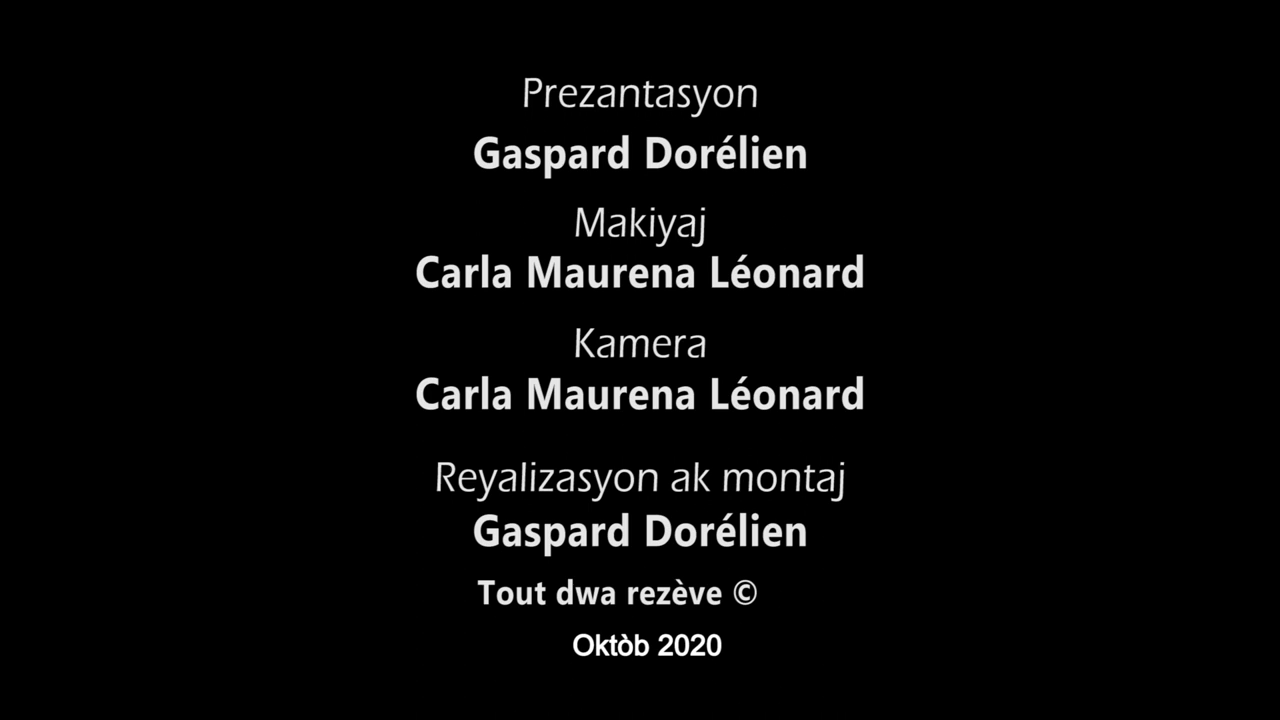 Prezantasyon
Gaspard Dorélien
Makiyaj
Carla Maurena Léonard
Kamera
Carla Maurena Léonard
Reyalizasyon ak montaj
Gaspard Dorélien
Tout dwa rezève ©
Oktòb 2020